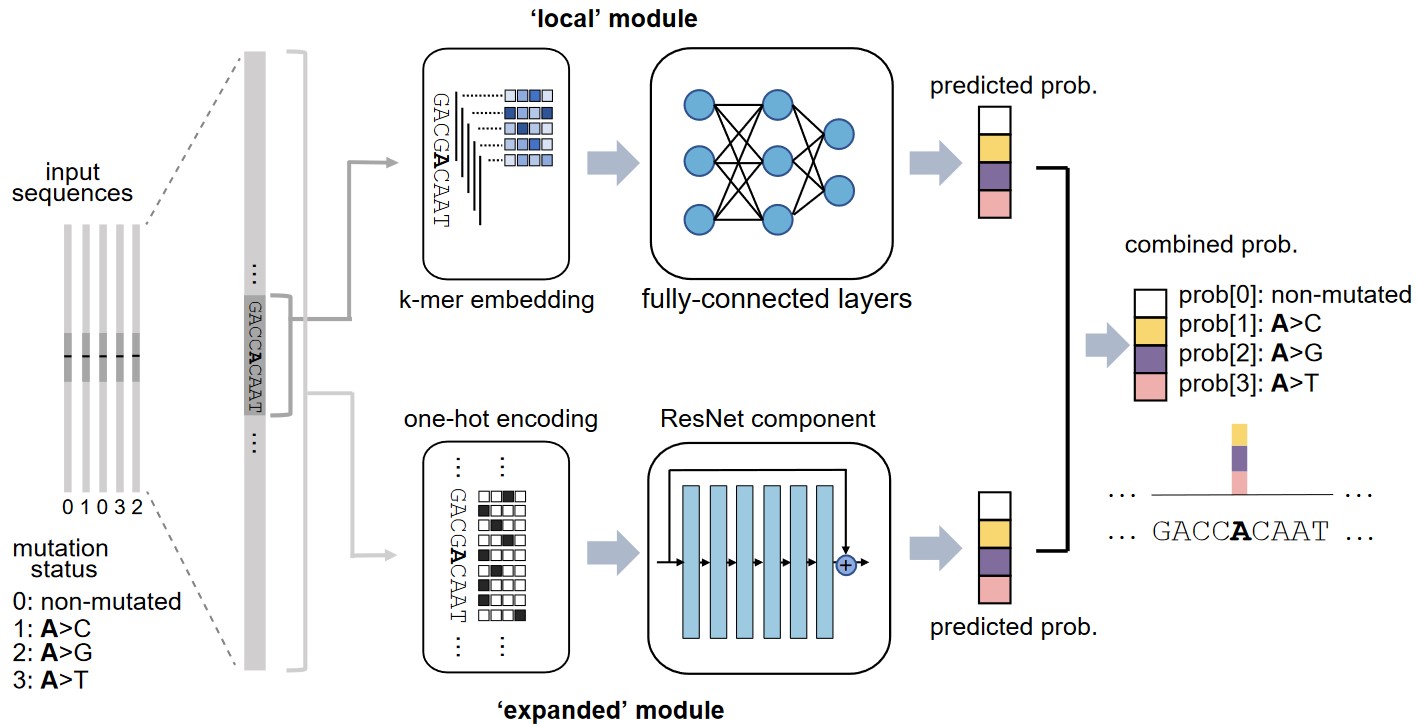 ‘local’ module
input
sequences
0 1 0 3 2
mutation
status
0: non-mutated
1: A>C
2: A>G
3: A>T
...
GACCACAAT
...
GACGACAAT
k-mer embedding
fully-connected layers
predicted prob.
one-hot encoding
...
...
GACGACAAT
...
...
ResNet component
+
predicted prob.
‘expanded’ module
combined prob.
prob[0]: non-mutated
prob[1]: A>C
prob[2]: A>G
prob[3]: A>T
... ...
... GACCACAAT ...